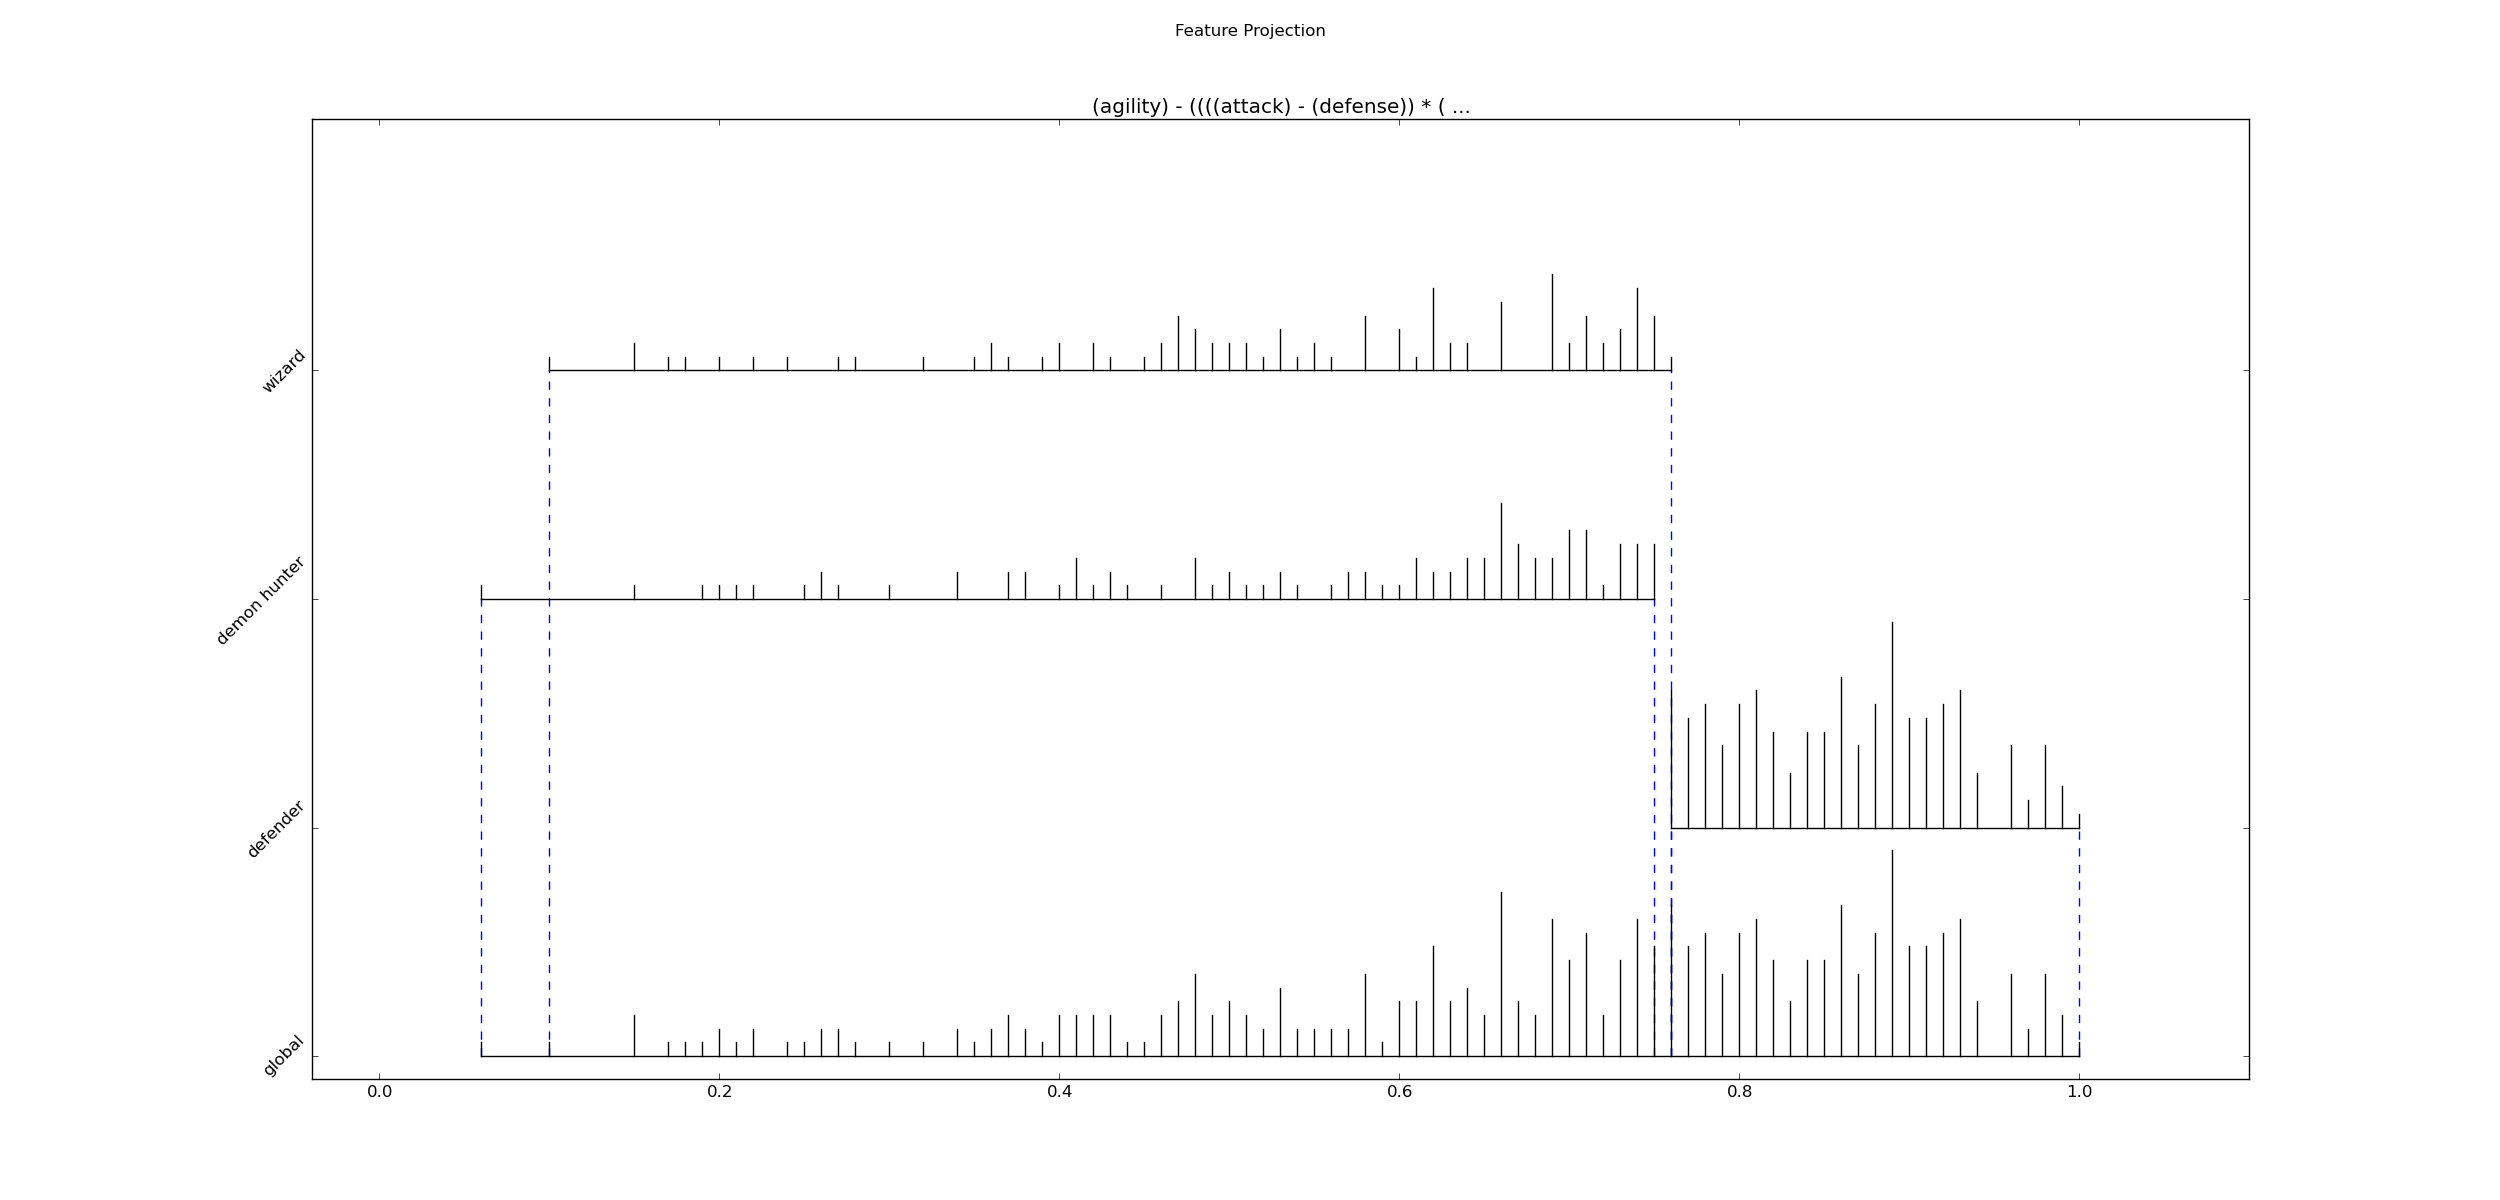 Feature Projection
(agility) - ((((attack) - (defense)) * ( ...
wizard
demon hunter
defender
global
0.0 0.2 0.4 0.6 0.8 1.0